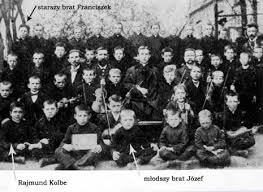 starszy brat Franciszek
Rajmund Kolbe
młodszy brat Józef